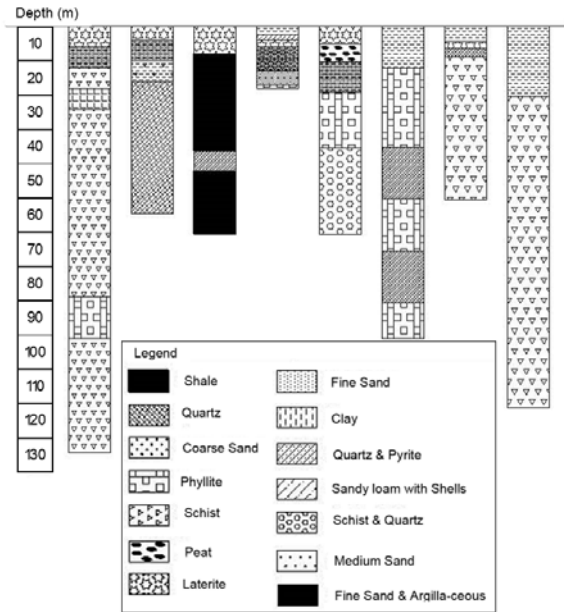 Depth (m)
10
20
30
40
50
60
70
80
90
100
110
120
130
Legend
Shale
Quartz
Coarse Sand
Phyllite
Schist
Peat
Laterite
Fine Sand
Clay
Quartz & Pyrite
Sandy loam with Shells
Schist & Quartz
Medium Sand
Fine Sand & Argilla-ceous